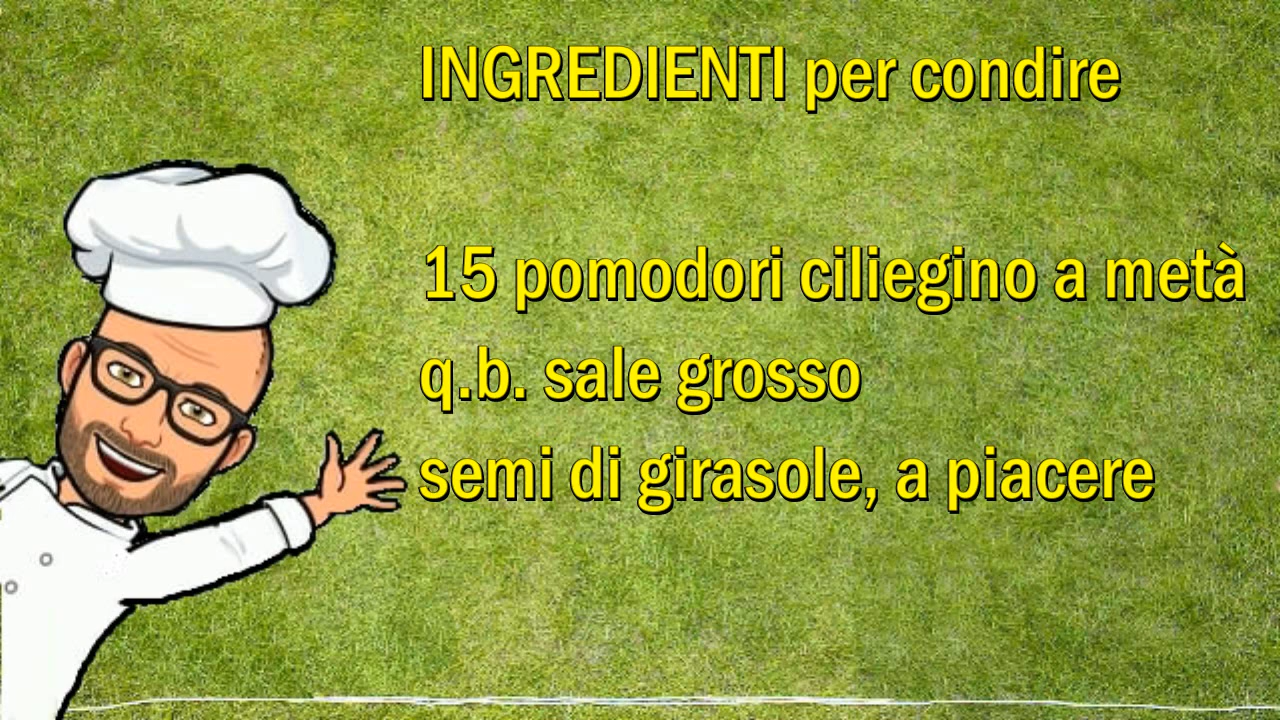 INGREDIENTI per condire
15 pomodori ciliegino a metà
q.b. sale grosso
semi di girasole, a piacere